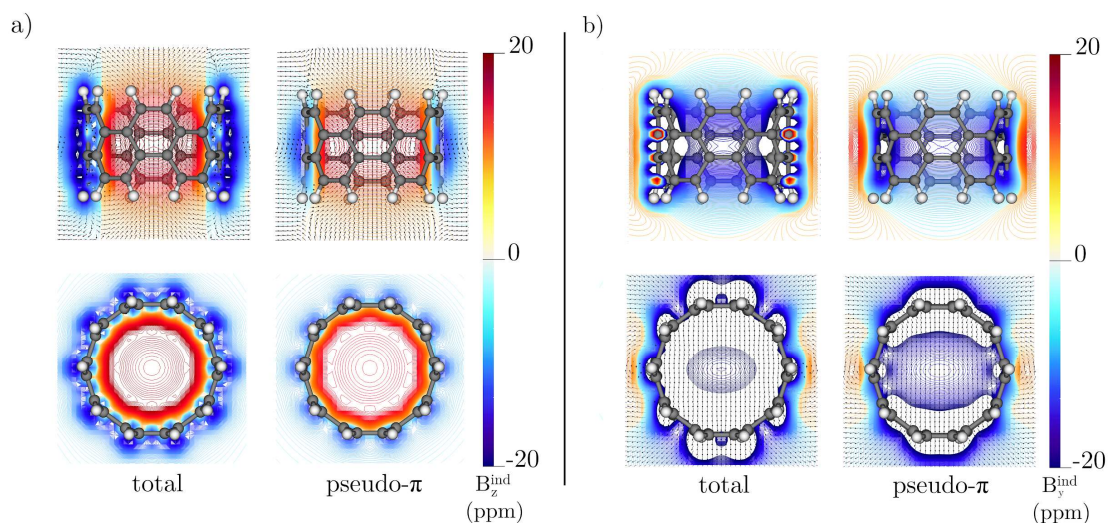 a)
20
0
-20
total
pseudo-π
B_z^ind
(ppm)
b)
20
0
-20
total
pseudo-π
B_y^ind
(ppm)